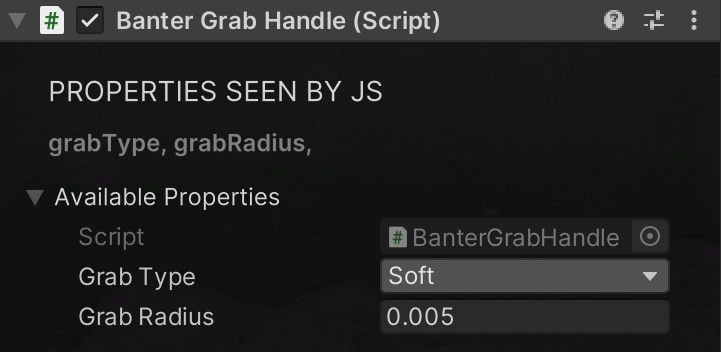 # Banter Grab Handle (Script)
PROPERTIES SEEN BY JS
grabType, grabRadius,
Available Properties
Script # BanterGrabHandle
Grab Type Soft
Grab Radius 0.005